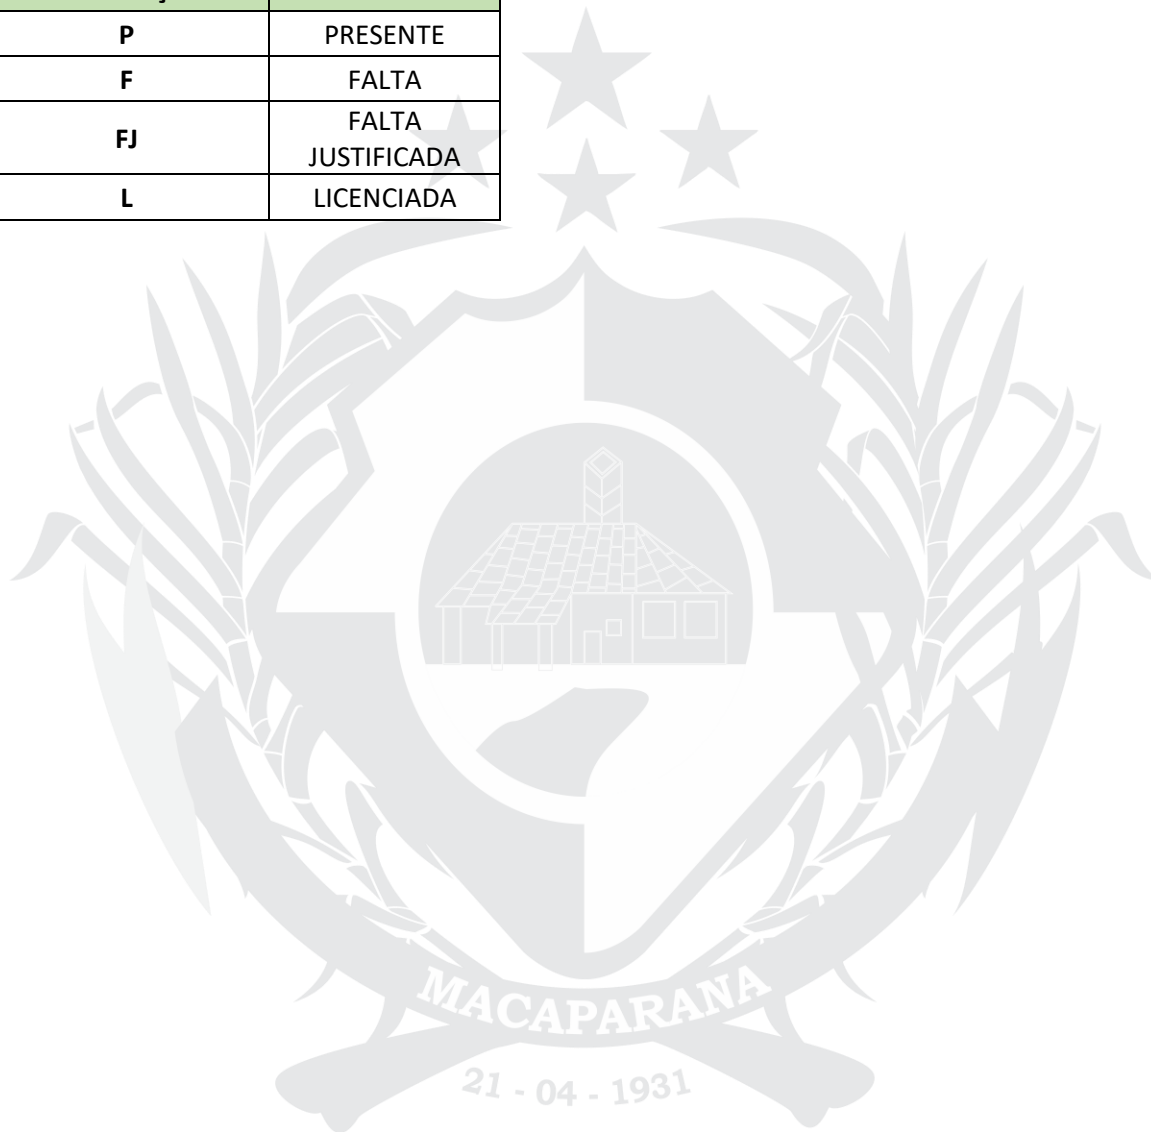 P PRESENTE
F FALTA
FJ FALTA
JUSTIFICADA
L LICENCIADA
MACAPARANA
21 - 04 - 1931